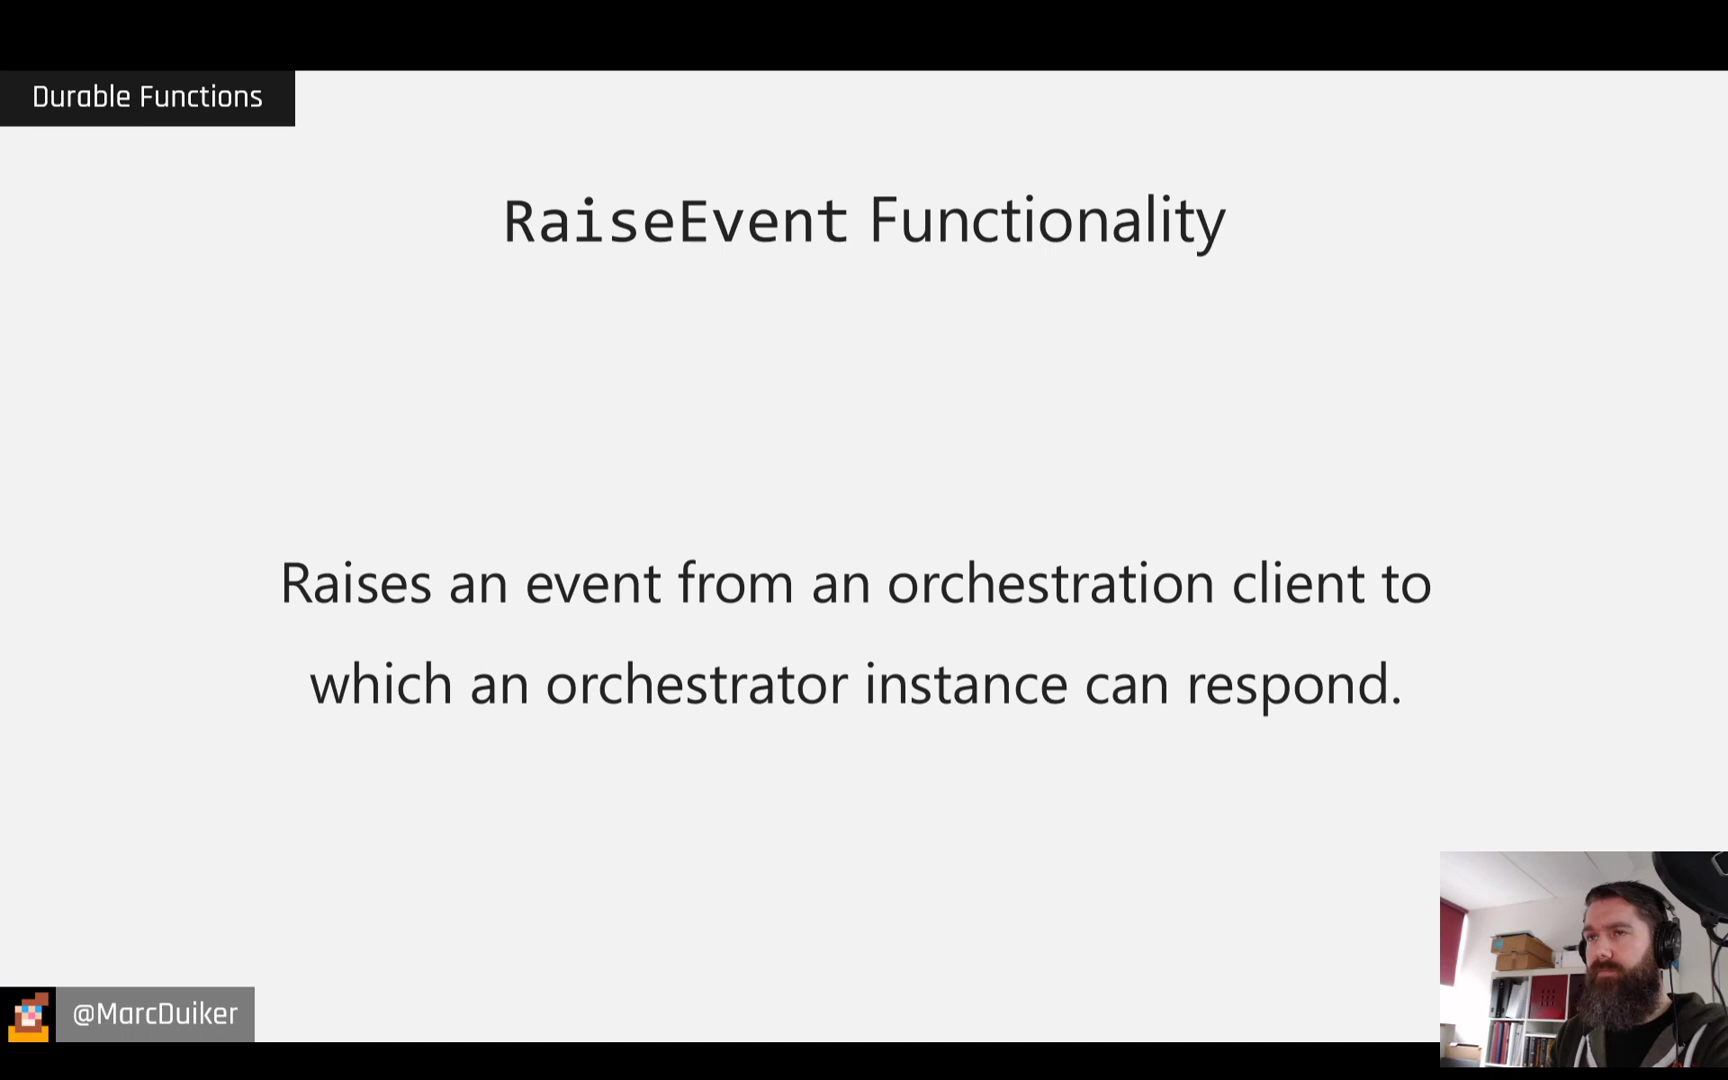 Durable Functions
RaiseEvent Functionality
Raises an event from an orchestration client to
which an orchestrator instance can respond.
@MarcDuiker